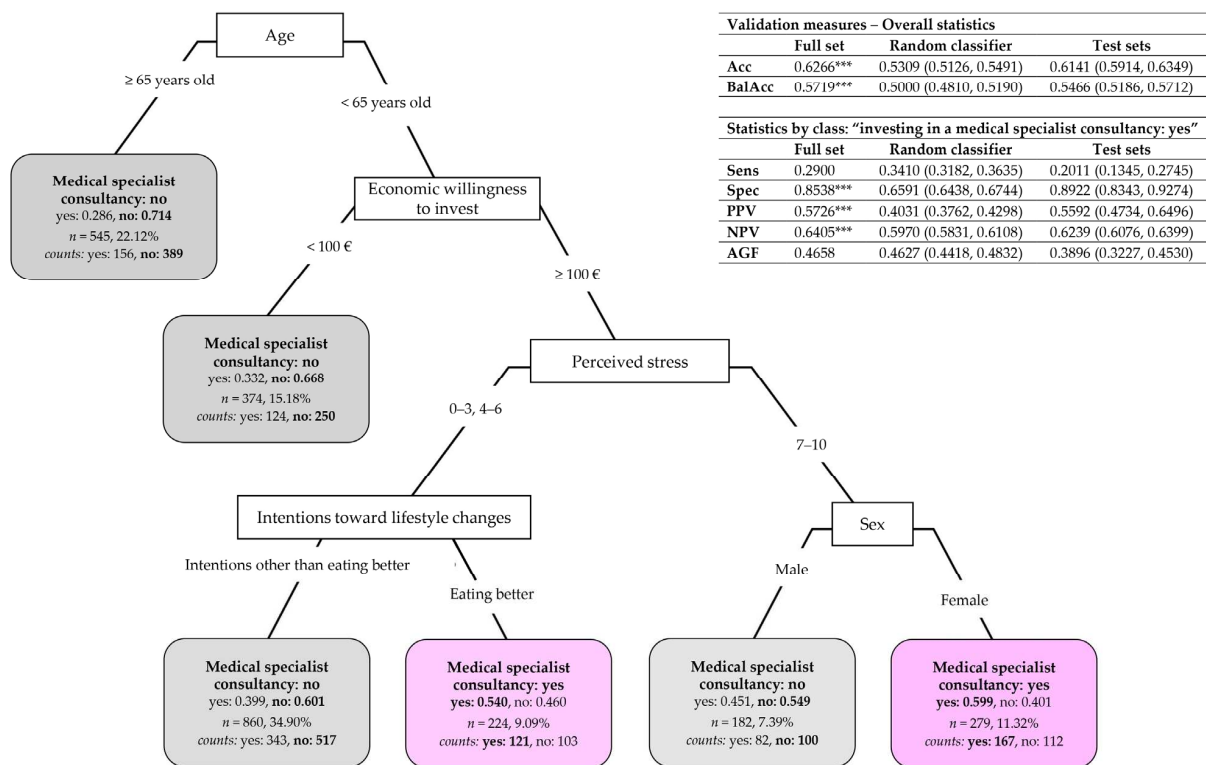 Age
≥ 65 years old
< 65 years old
Medical specialist
consultancy: no
yes: 0.286, no: 0.714
n = 545, 22.12%
counts: yes: 156, no: 389
Economic willingness
to invest
< 100 €
≥ 100 €
Medical specialist
consultancy: no
yes: 0.332, no: 0.668
n = 374, 15.18%
counts: yes: 124, no: 250
Perceived stress
0–3, 4–6
7–10
Intentions toward lifestyle changes
Sex
Intentions other than eating better
Eating better
Male
Female
Medical specialist
consultancy: no
yes: 0.399, no: 0.601
n = 860, 34.90%
counts: yes: 343, no: 517
Medical specialist
consultancy: yes
yes: 0.540, no: 0.460
n = 224, 9.09%
counts: yes: 121, no: 103
Medical specialist
consultancy: no
yes: 0.451, no: 0.549
n = 182, 7.39%
counts: yes: 82, no: 100
Medical specialist
consultancy: yes
yes: 0.599, no: 0.401
n = 279, 11.32%
counts: yes: 167, no: 112
Validation measures – Overall statistics
Full set Random classifier Test sets
Acc 0.6266*** 0.5309 (0.5126, 0.5491) 0.6141 (0.5914, 0.6349)
BalAcc 0.5719*** 0.5000 (0.4810, 0.5190) 0.5466 (0.5186, 0.5712)
Statistics by class: “investing in a medical specialist consultancy: yes”
Full set Random classifier Test sets
Sens 0.2900 0.3410 (0.3182, 0.3635) 0.2011 (0.1345, 0.2745)
Spec 0.8538*** 0.6591 (0.6438, 0.6744) 0.8922 (0.8343, 0.9274)
PPV 0.5726*** 0.4031 (0.3762, 0.4298) 0.5592 (0.4734, 0.6496)
NPV 0.6405*** 0.5970 (0.5831, 0.6108) 0.6239 (0.6076, 0.6399)
AGF 0.4658 0.4627 (0.4418, 0.4832) 0.3896 (0.3227, 0.4530)